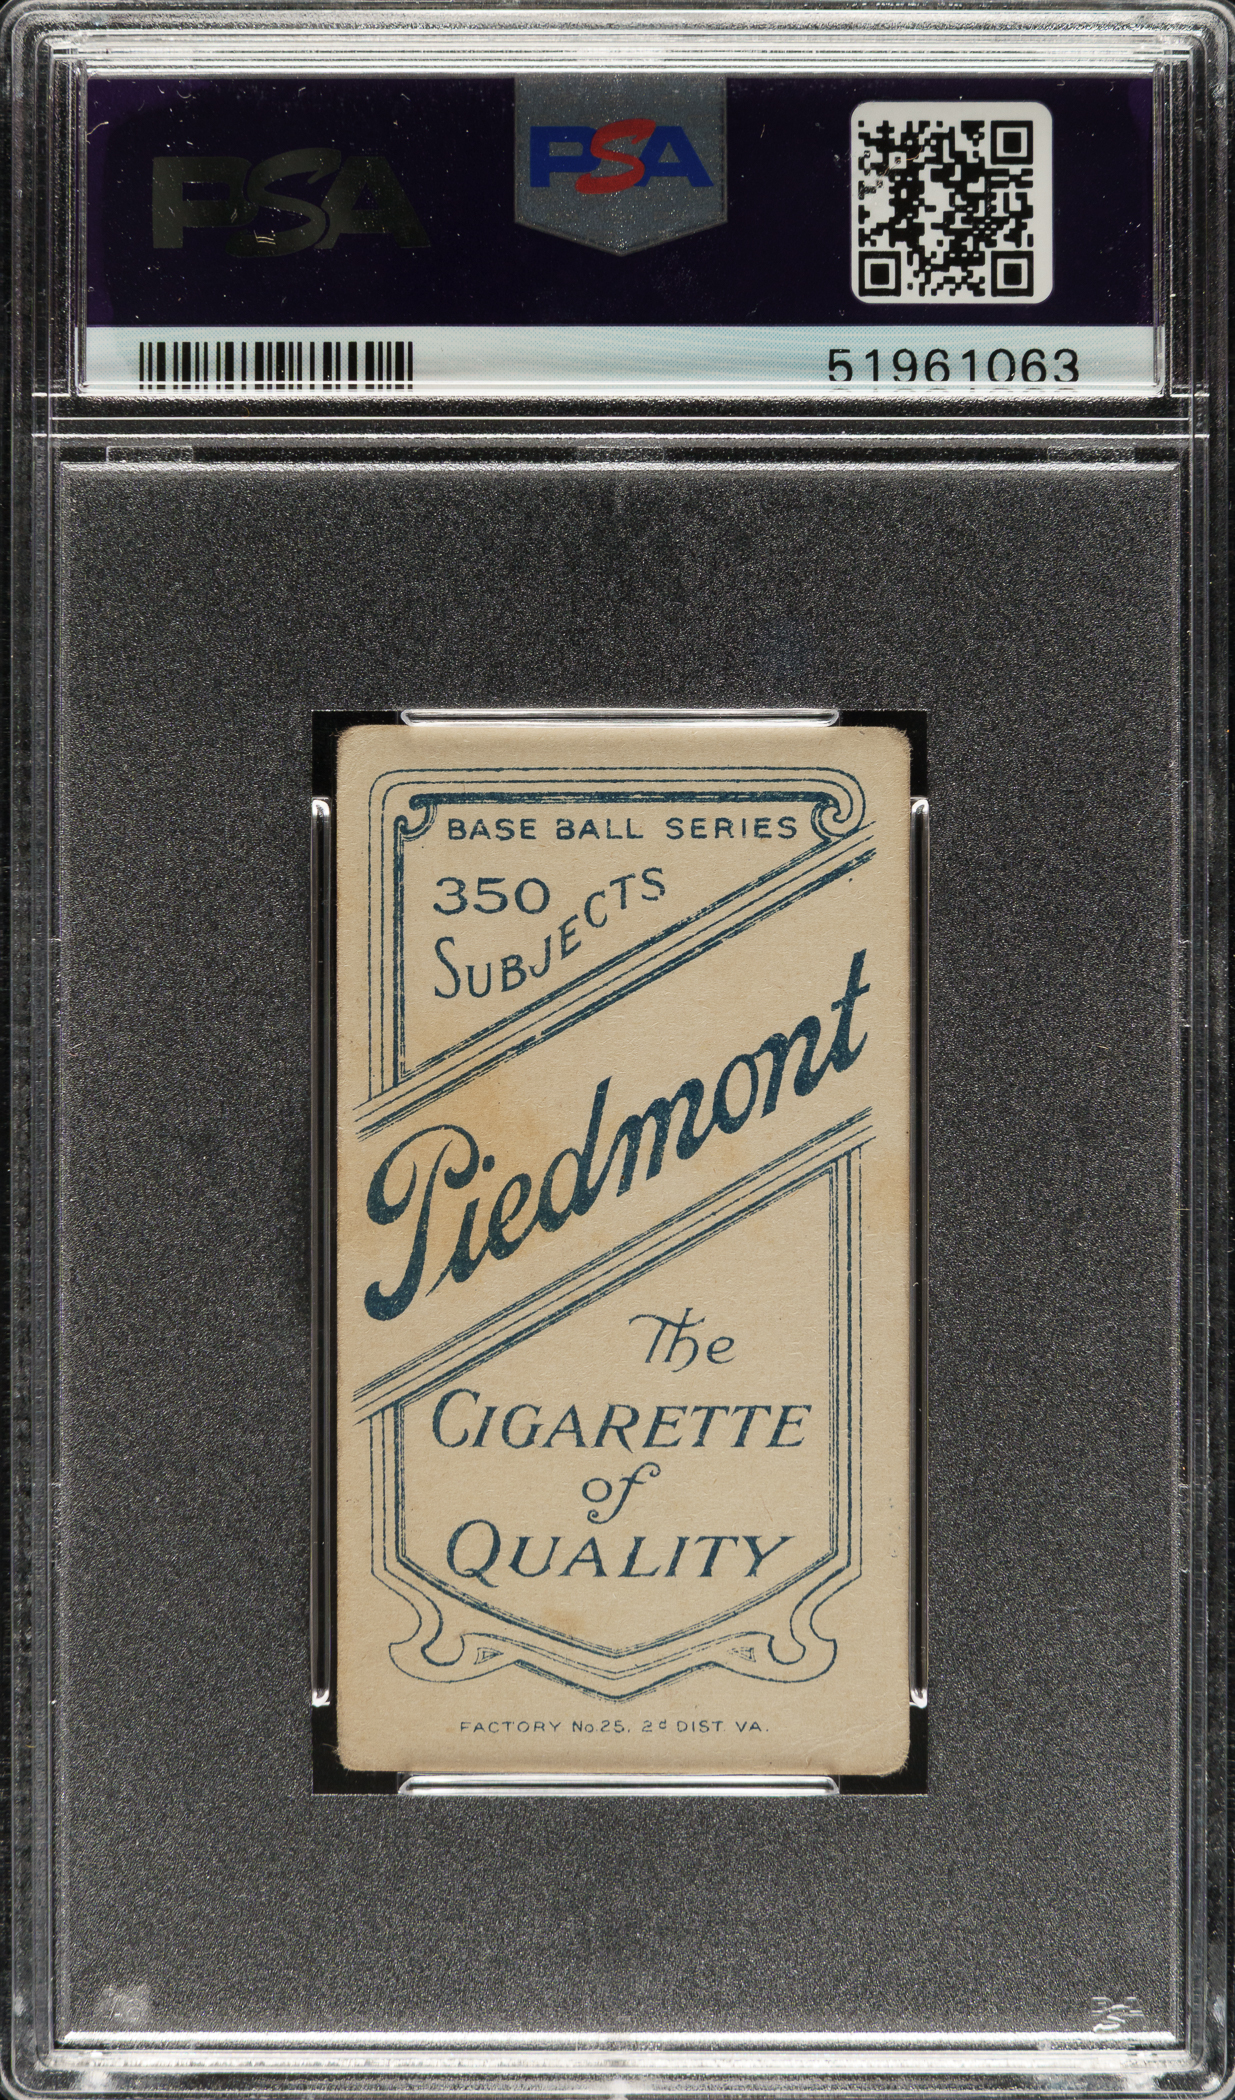 PSA
PSA
51961063
BASE BALL SERIES
350
SUBJECTS
Piedmont
The
CIGARETTE
of
QUALITY
FACTORY No. 25, 2d DIST. VA.